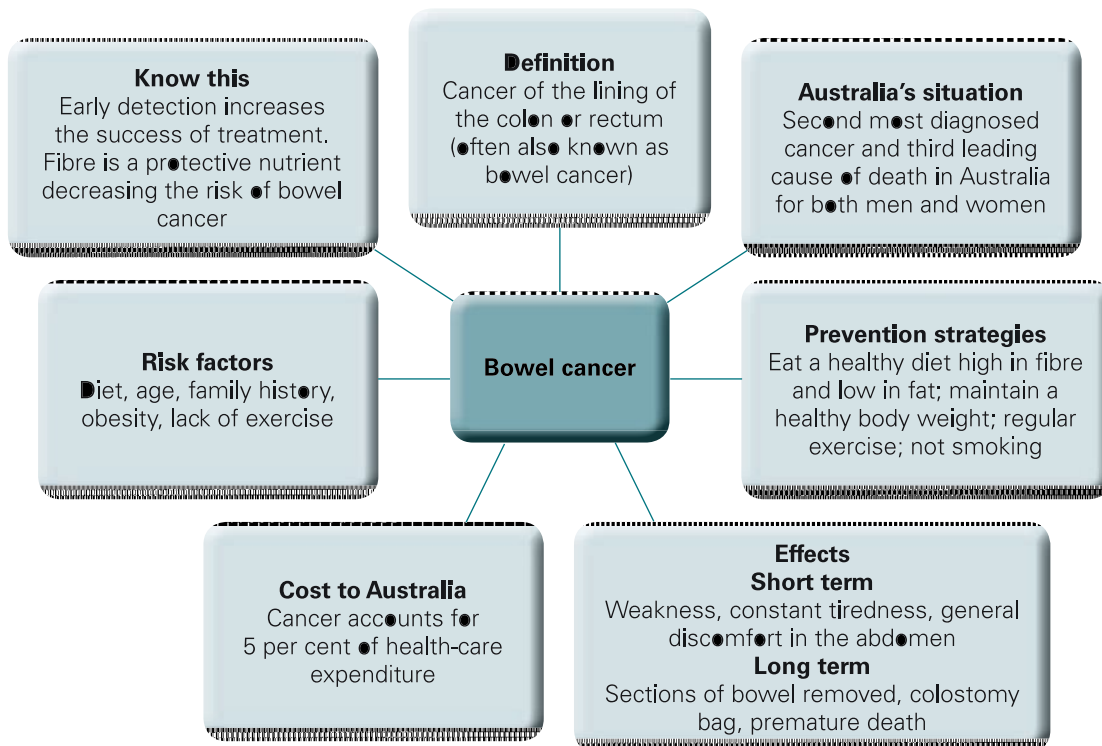 Know this
Early detection increases
the success of treatment.
Fibre is a protective nutrient
decreasing the risk of bowel
cancer
Definition
Cancer of the lining of
the colon or rectum
(often also known as
bowel cancer)
Australia's situation
Second most diagnosed
cancer and third leading
cause of death in Australia
for both men and women
Risk factors
Diet, age, family history,
obesity, lack of exercise
Bowel cancer
Prevention strategies
Eat a healthy diet high in fibre
and low in fat; maintain a
healthy body weight; regular
exercise; not smoking
Cost to Australia
Cancer accounts for
5 per cent of health-care
expenditure
Effects
Short term
Weakness, constant tiredness, general
discomfort in the abdomen
Long term
Sections of bowel removed, colostomy
bag, premature death